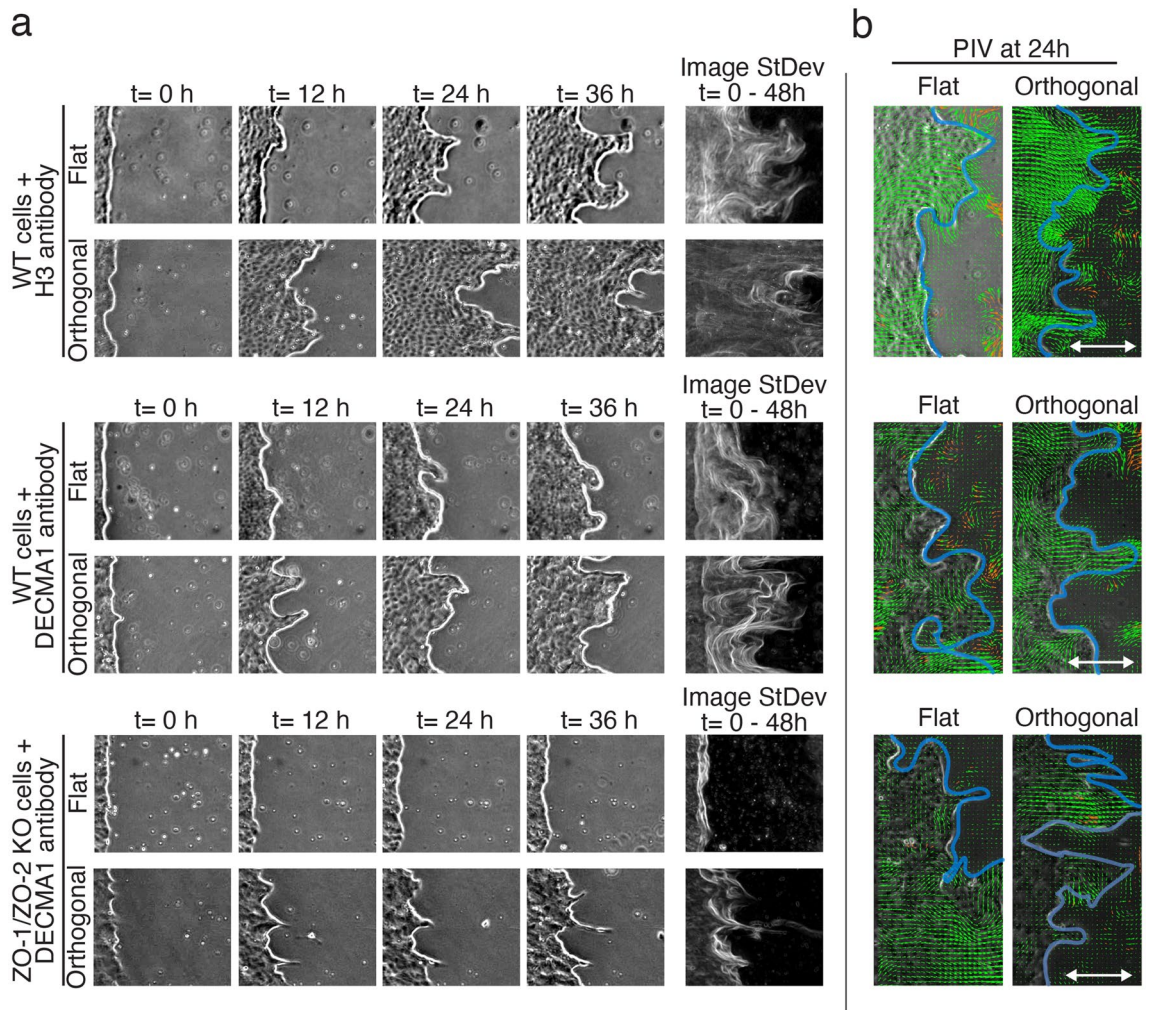 a
t= 0 h
t= 12 h
t= 24 h
t= 36 h
Image StDev
t= 0 - 48h
WT cells +
H3 antibody
Flat
Orthogonal
t= 0 h
t= 12 h
t= 24 h
t= 36 h
Image StDev
t= 0 - 48h
WT cells +
DECMA1 antibody
Flat
Orthogonal
t= 0 h
t= 12 h
t= 24 h
t= 36 h
Image StDev
t= 0 - 48h
ZO-1/ZO-2 KO cells +
DECMA1 antibody
Flat
Orthogonal
b
PIV at 24h
Flat
Orthogonal
Flat
Orthogonal
Flat
Orthogonal